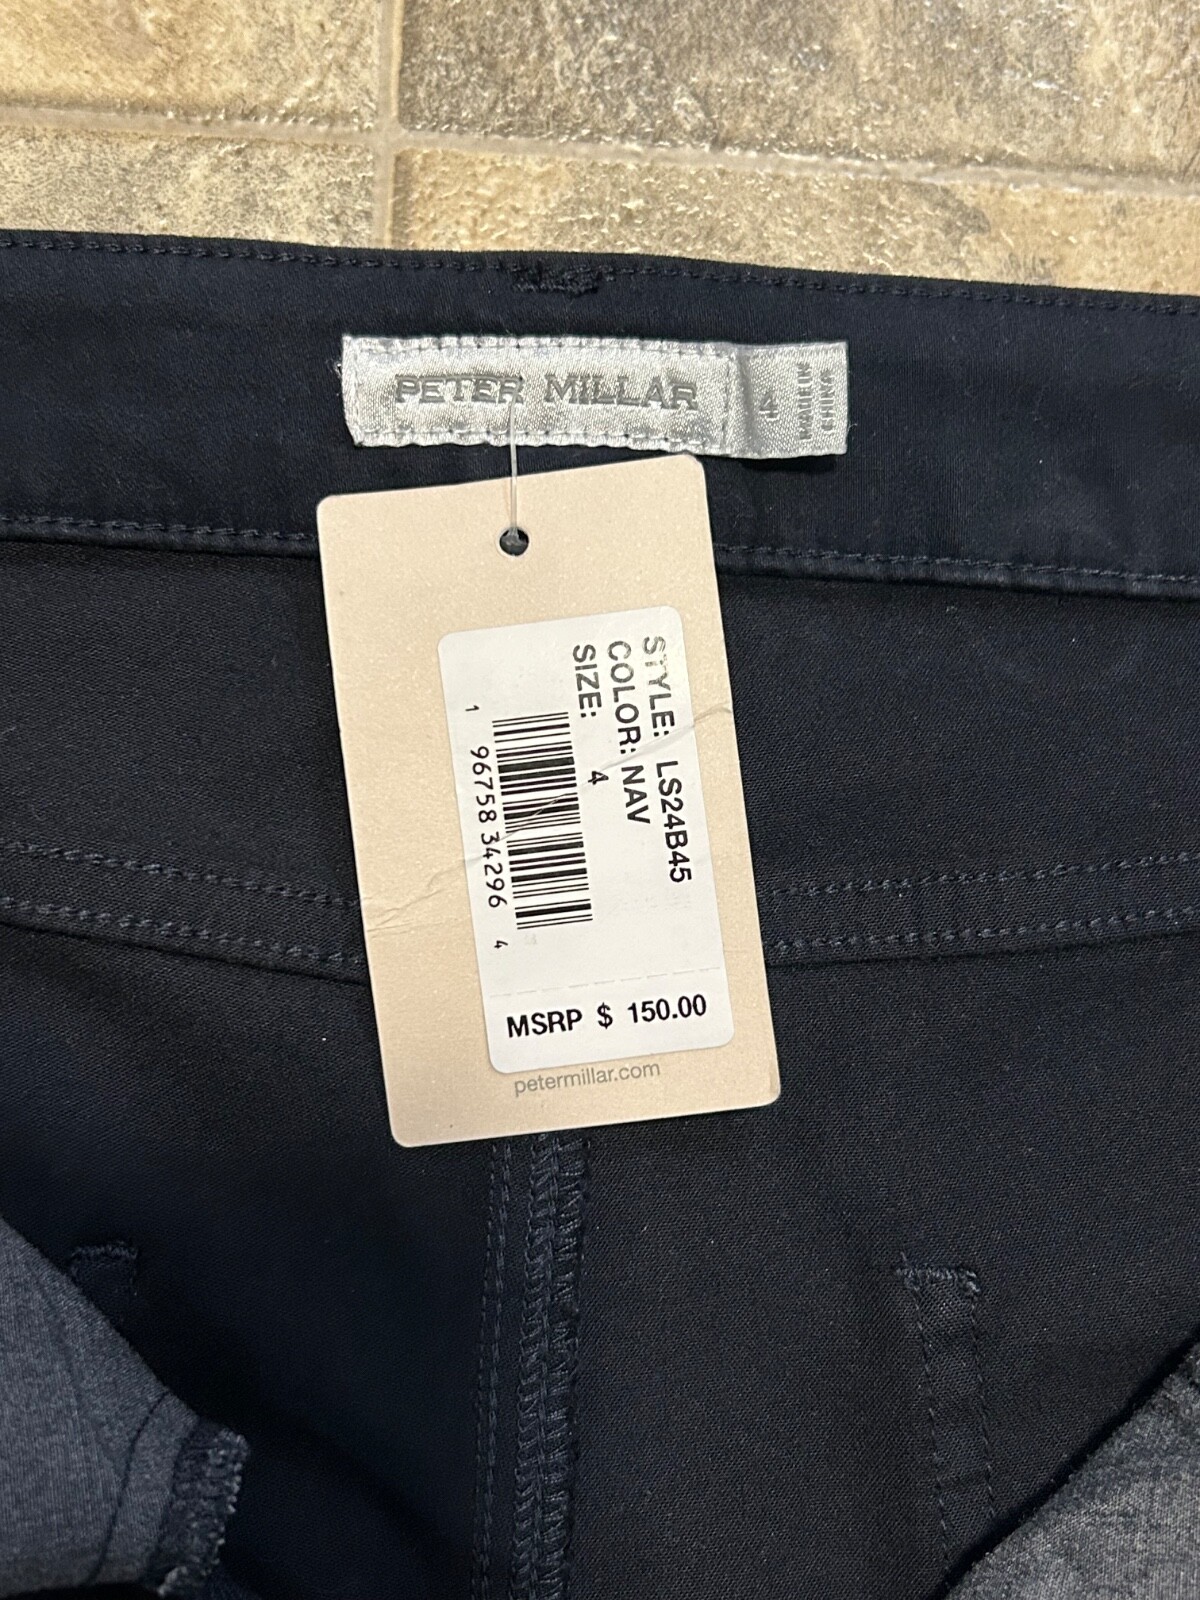 PETER MILLAR
4
MADE IN
CHINA
STYLE: LS24B45
COLOR: NAV
SIZE: 4
1 96758 34296 4
MSRP $ 150.00
petermillar.com